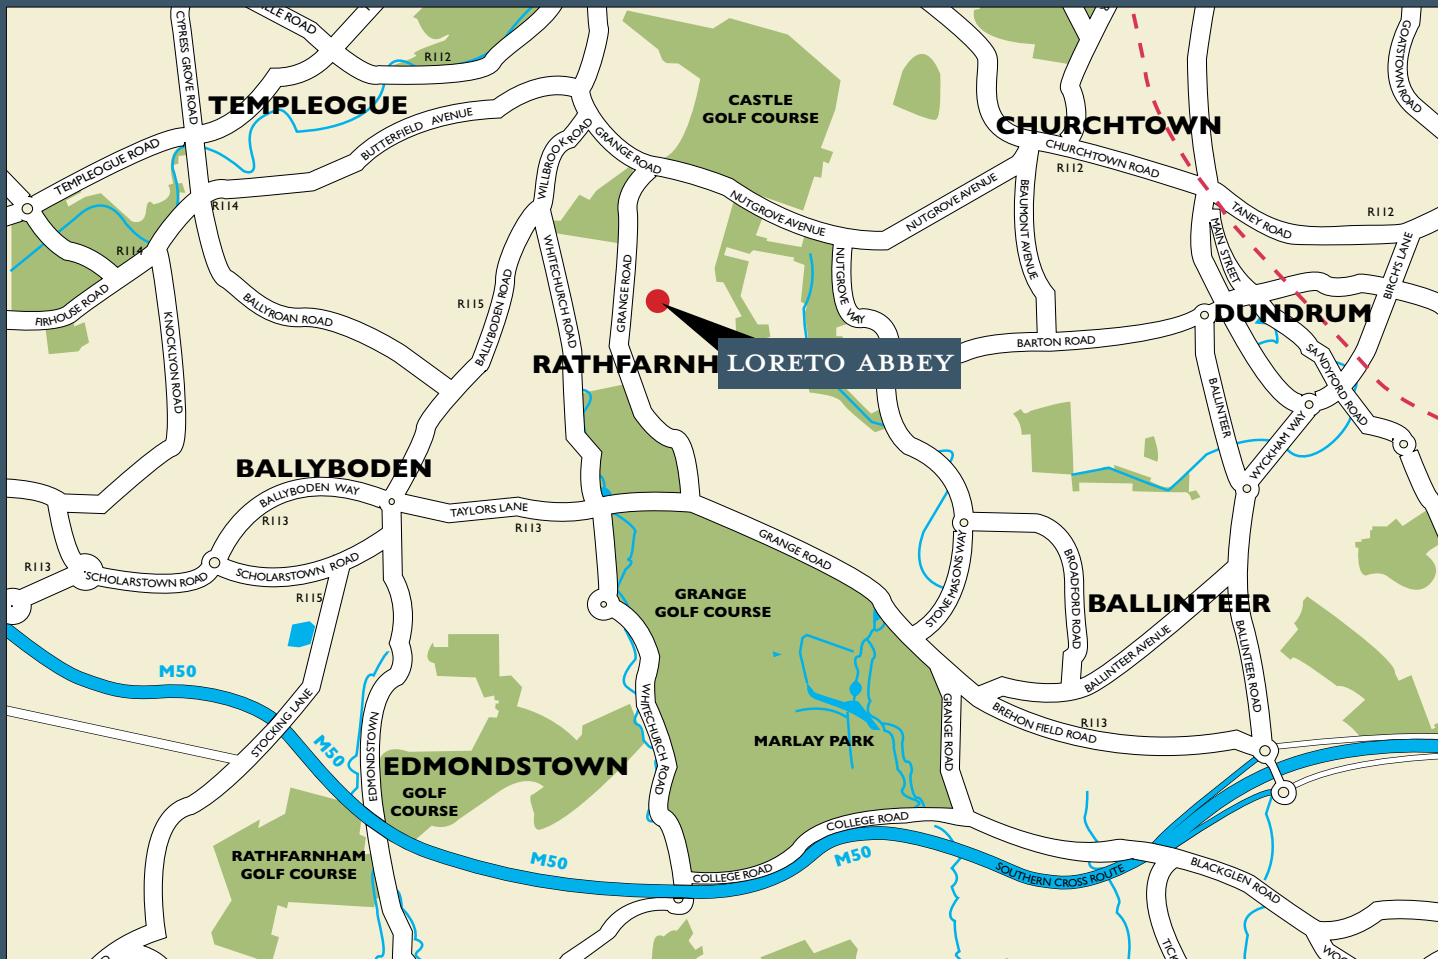 CYPRESS GROVE ROAD
VILLE ROAD
R112
GOATSTOWN ROAD
TEMPLEOGUE
CASTLE
GOLF COURSE
CHURCHTOWN
BUTTERFIELD AVENUE
TEMPLEOGUE ROAD
WILLBROOK ROAD
GRANGE ROAD
CHURCHTOWN ROAD
R112
R114
NUTGROVE AVENUE
NUTGROVE AVENUE
BEAUMONT AVENUE
TANEY ROAD
R112
MAIN STREET
R114
BIRCH'S LANE
FIRHOUSE ROAD
BALLYROAN ROAD
KNOCKLYON ROAD
R115
BALLYBODEN ROAD
WHITECHURCH ROAD
GRANGE ROAD
NUTGROVE WAY
DUNDRUM
BARTON ROAD
RATHFARNH
LORETO ABBEY
SANDYFORD ROAD
BALLINTEER
WYCKHAM WAY
BALLYBODEN
BALLYBODEN WAY
R113
TAYLORS LANE
R113
GRANGE ROAD
STONE MASONS WAY
BROADFORD ROAD
R113
SCHOLARSTOWN ROAD
SCHOLARSTOWN ROAD
R115
GRANGE
GOLF COURSE
BALLINTEER
BALLINTEER AVENUE
BALLINTEER ROAD
M50
STOCKING LANE
M50
EDMONDSTOWN
WHITECHURCH ROAD
GRANGE ROAD
BREHON FIELD ROAD
R113
MARLAY PARK
EDMONDSTOWN
GOLF
COURSE
COLLEGE ROAD
RATHFARNHAM
GOLF COURSE
M50
COLLEGE ROAD
M50
SOUTHERN CROSS ROUTE
BLACKGLEN ROAD
TICK
WOO